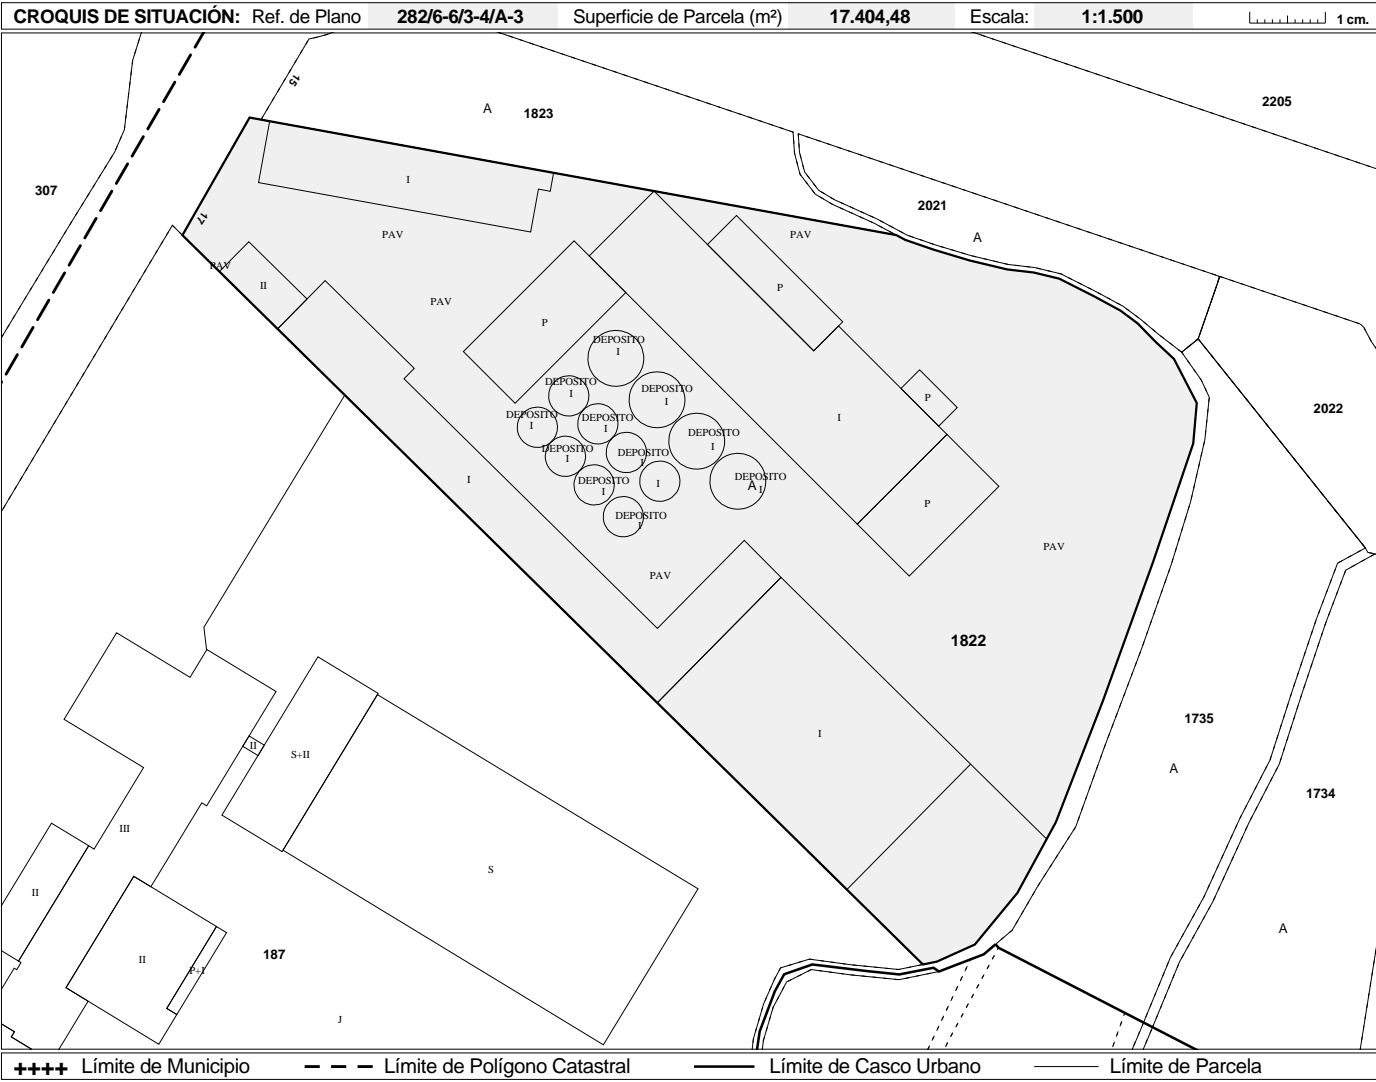 CROQUIS DE SITUACIÓN: Ref. de Plano 282/6-6/3-4/A-3 Superficie de Parcela (m²) 17.404,48 Escala: 1:1.500 1 cm.
15
A 1823
2205
307
I
2021
17
PAV
PAV
A
PAV
II
P
PAV
P
DEPOSITO
I
DEPOSITO
I
DEPOSITO
I
P
2022
DEPOSITO
I
DEPOSITO
I
I
DEPOSITO
I
DEPOSITO
I
DEPOSITO
I
I
DEPOSITO
I
I
DEPOSITO
A I
P
DEPOSITO
I
PAV
PAV
1822
1735
I
II
S+II
A
1734
III
S
II
A
187
II
P+I
J
++++ Límite de Municipio Límite de Polígono Catastral Límite de Casco Urbano Límite de Parcela